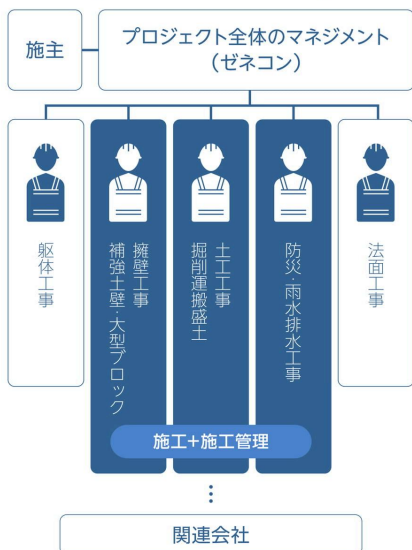 施主
プロジェクト全体のマネジメント
（ゼネコン）
躯体工事
擁壁工事
補強土壁・大型ブロック
土工工事
掘削運搬盛土
防災・雨水排水工事
法面工事
施工+施工管理
関連会社